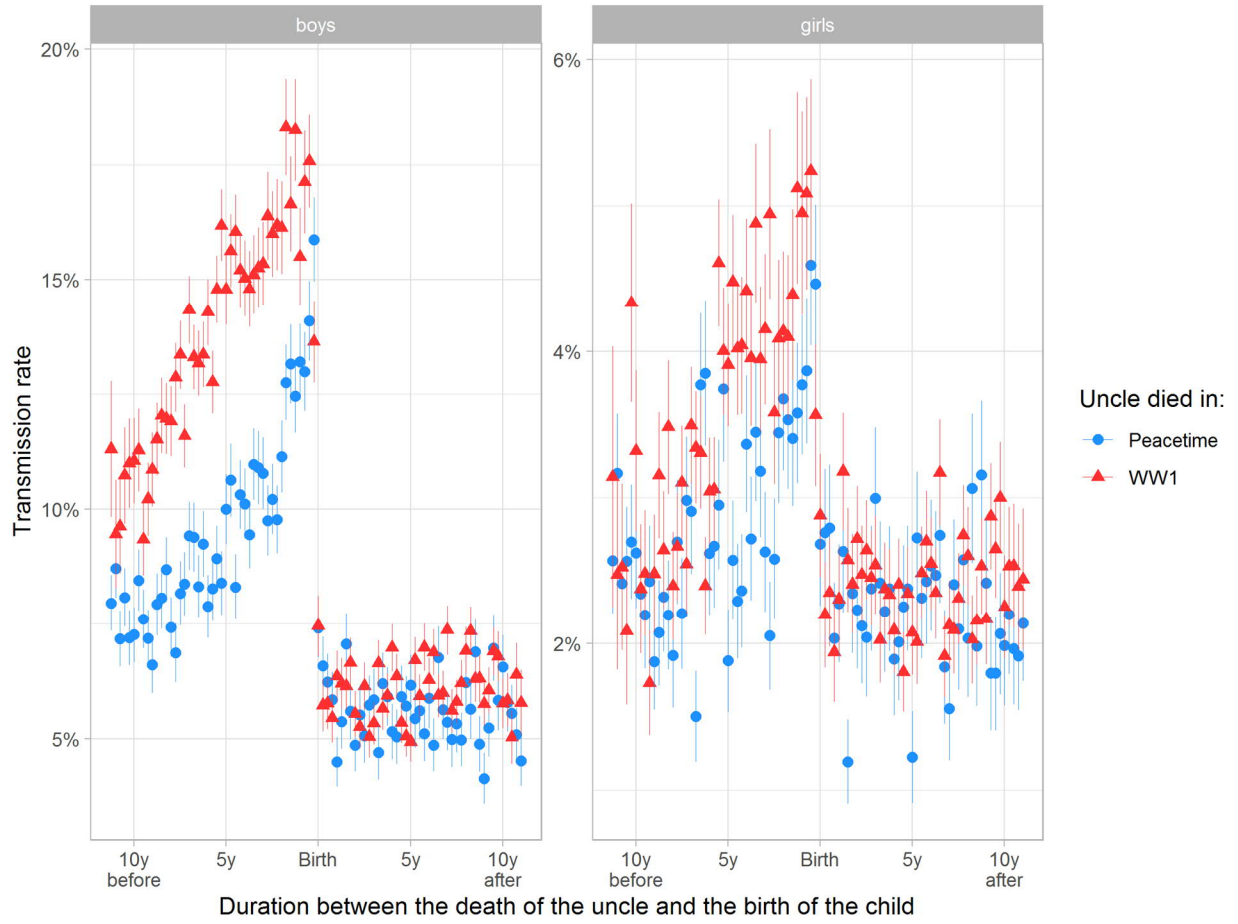 boys
girls
20%
15%
10%
5%
6%
4%
2%
Transmission rate
10y
before
5y
Birth
5y
10y
after
10y
before
5y
Birth
5y
10y
after
Duration between the death of the uncle and the birth of the child
Uncle died in:
Peacetime
WW1